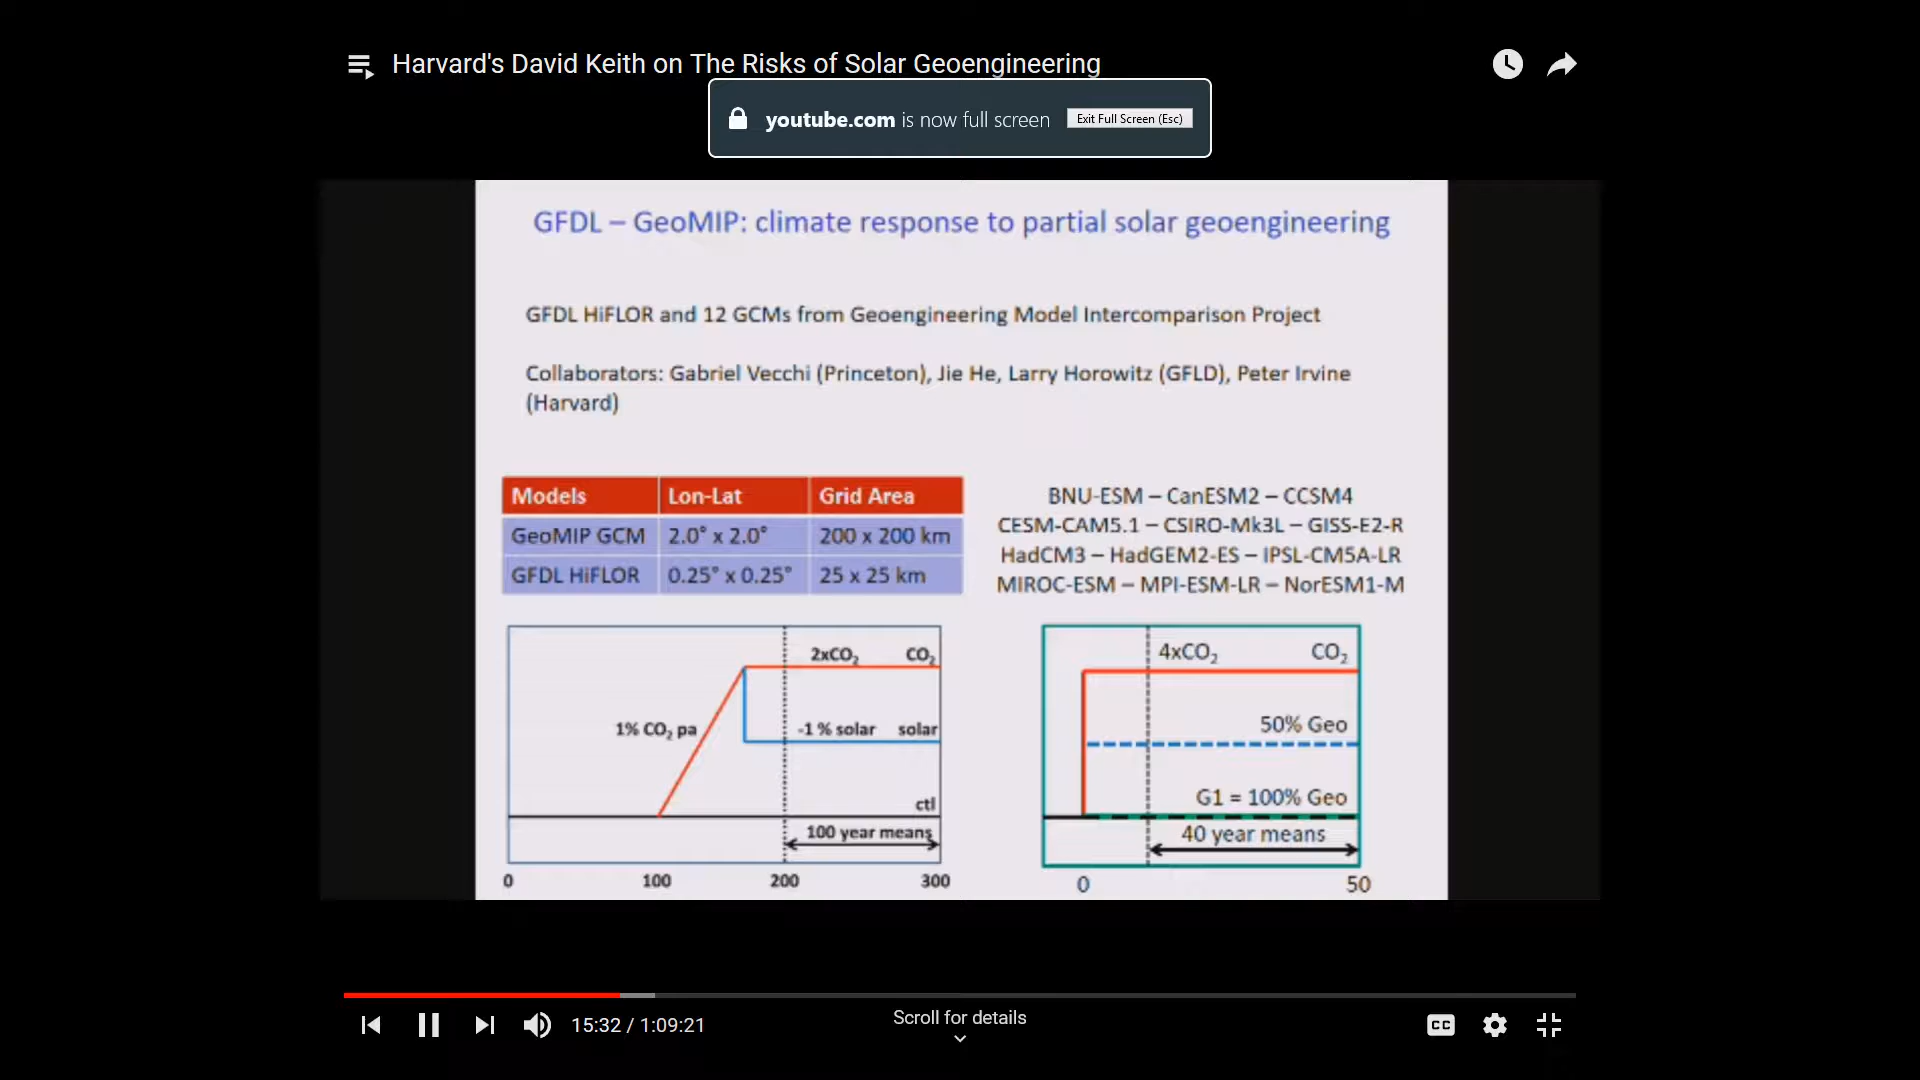 Harvard's David Keith on The Risks of Solar Geoengineering
youtube.com is now full screen Exit Full Screen (Esc)
GFDL – GeoMIP: climate response to partial solar geoengineering
GFDL HiFLOR and 12 GCMs from Geoengineering Model Intercomparison Project
Collaborators: Gabriel Vecchi (Princeton), Jie He, Larry Horowitz (GFLD), Peter Irvine
(Harvard)
Models Lon-Lat Grid Area
GeoMIP GCM 2.0° x 2.0° 200 x 200 km
GFDL HiFLOR 0.25° x 0.25° 25 x 25 km
BNU-ESM – CanESM2 – CCSM4
CESM-CAM5.1 – CSIRO-Mk3L – GISS-E2-R
HadCM3 – HadGEM2-ES – IPSL-CM5A-LR
MIROC-ESM – MPI-ESM-LR – NorESM1-M
2xCO₂ CO₂
1% CO₂ pa -1 % solar solar
ctl
100 year means
0 100 200 300
4xCO₂ CO₂
50% Geo
G1 = 100% Geo
40 year means
0 50
15:32 / 1:09:21
Scroll for details
CC